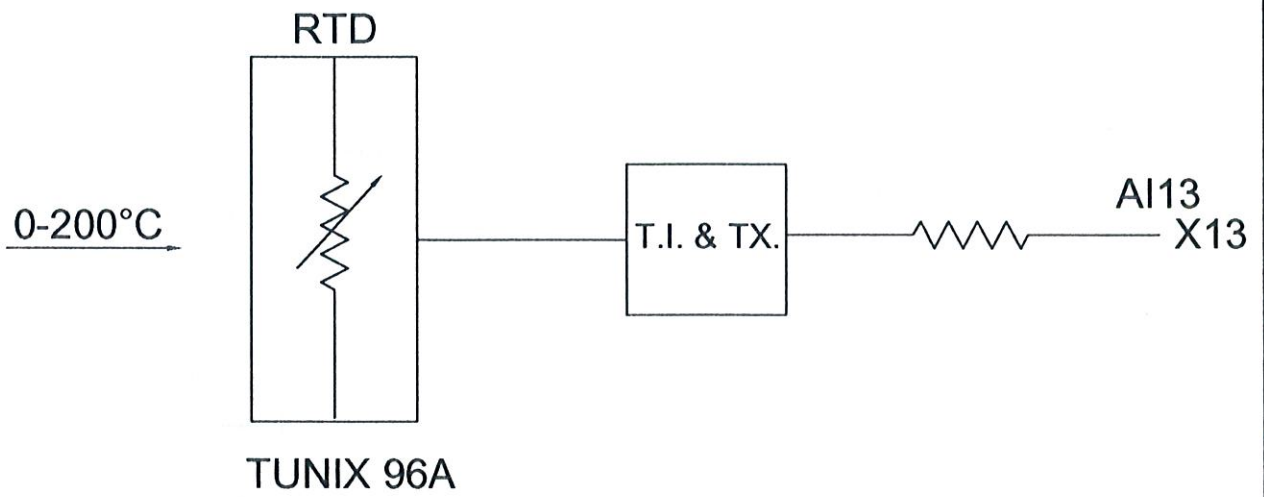 RTD
0-200°C
T.I. & TX.
AI13
X13
TUNIX 96A